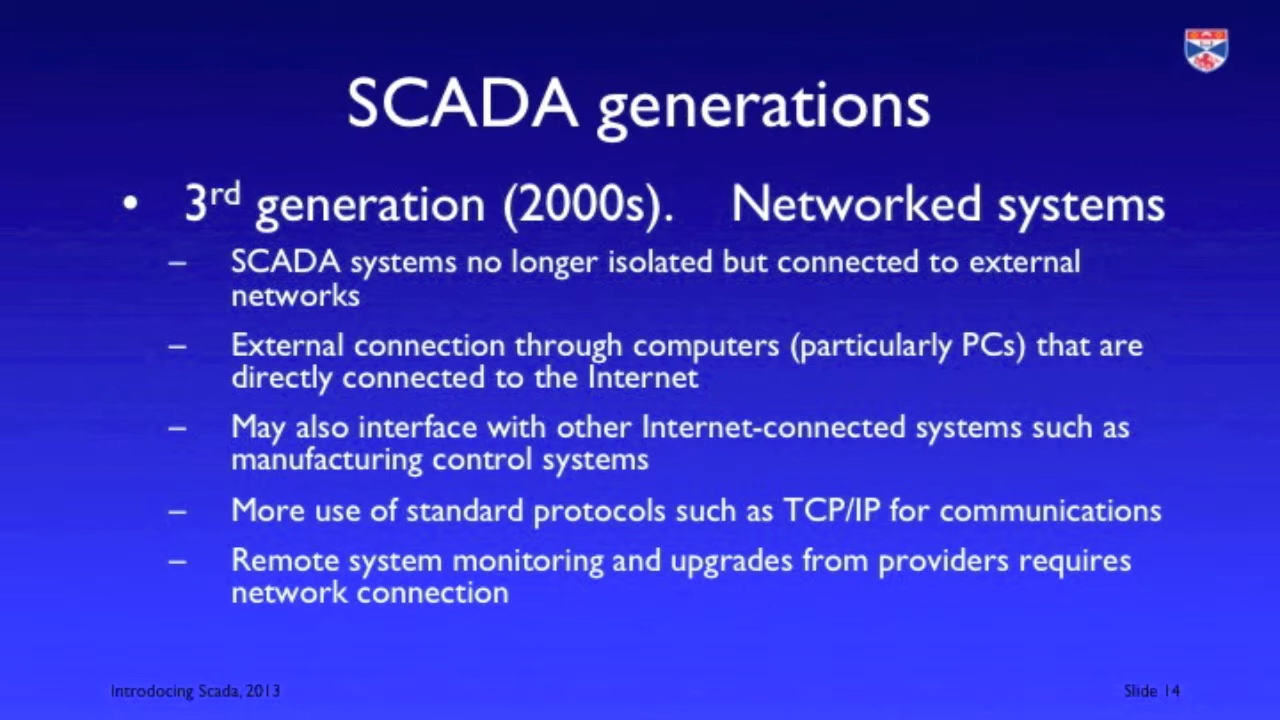 SCADA generations
• 3rd generation (2000s). Networked systems
– SCADA systems no longer isolated but connected to external
networks
– External connection through computers (particularly PCs) that are
directly connected to the Internet
– May also interface with other Internet-connected systems such as
manufacturing control systems
– More use of standard protocols such as TCP/IP for communications
– Remote system monitoring and upgrades from providers requires
network connection
Introdocing Scada, 2013
Slide 14